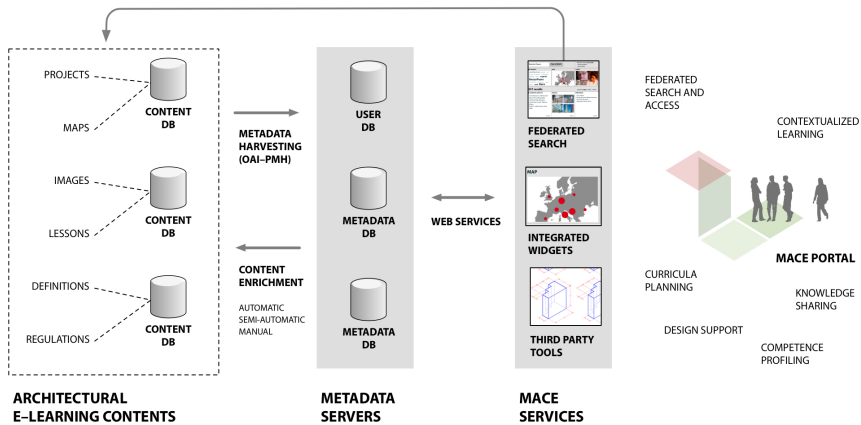 PROJECTS
MAPS
CONTENT
DB
IMAGES
LESSONS
CONTENT
DB
DEFINITIONS
REGULATIONS
CONTENT
DB
ARCHITECTURAL
E–LEARNING CONTENTS
METADATA
HARVESTING
(OAI–PMH)
CONTENT
ENRICHMENT
AUTOMATIC
SEMI-AUTOMATIC
MANUAL
USER
DB
METADATA
DB
METADATA
DB
METADATA
SERVERS
WEB SERVICES
FEDERATED
SEARCH
MAP
INTEGRATED
WIDGETS
THIRD PARTY
TOOLS
MACE
SERVICES
FEDERATED
SEARCH AND
ACCESS
CONTEXTUALIZED
LEARNING
MACE PORTAL
CURRICULA
PLANNING
KNOWLEDGE
SHARING
DESIGN SUPPORT
COMPETENCE
PROFILING